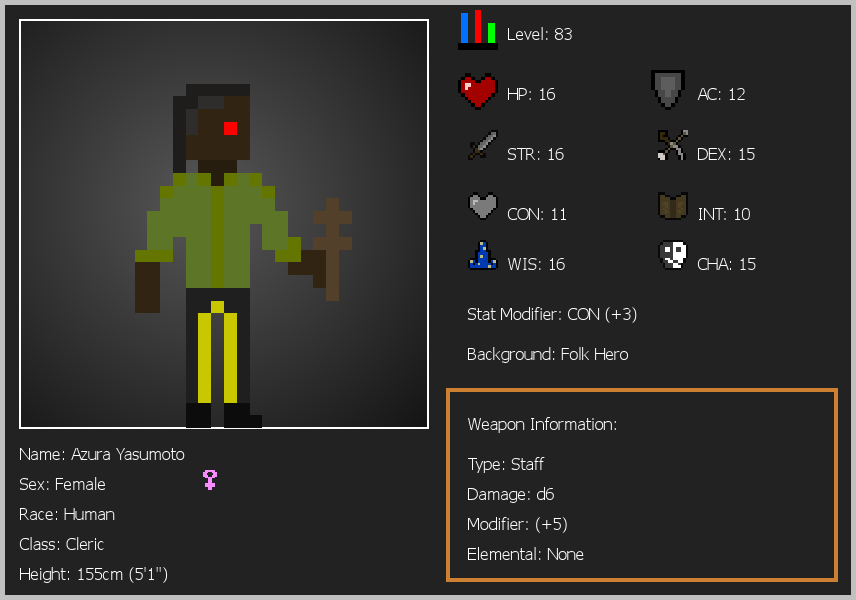 Level: 83
HP: 16
AC: 12
STR: 16
DEX: 15
CON: 11
INT: 10
WIS: 16
CHA: 15
Stat Modifier: CON (+3)
Background: Folk Hero
Weapon Information:
Type: Staff
Damage: d6
Modifier: (+5)
Elemental: None
Name: Azura Yasumoto
Sex: Female
Race: Human
Class: Cleric
Height: 155cm (5'1")